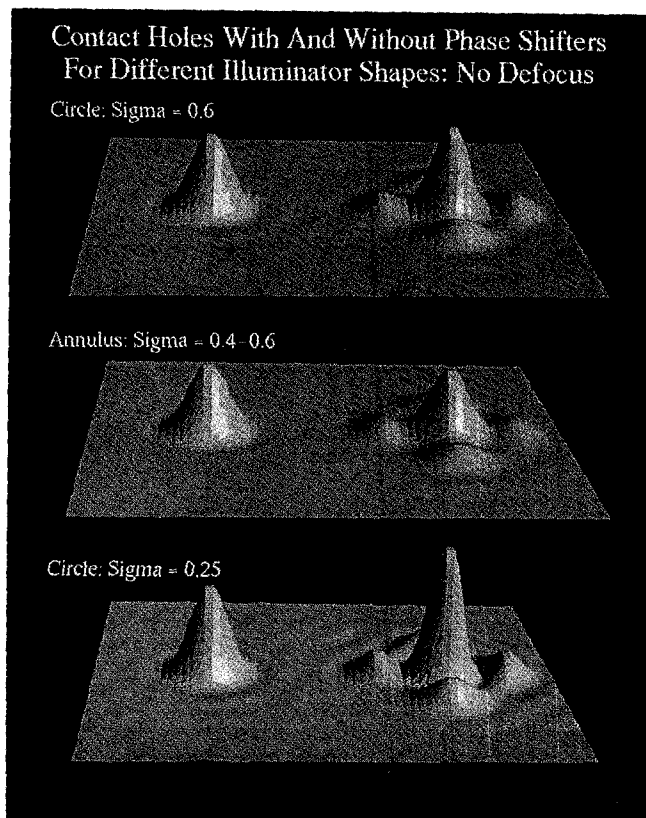 Contact Holes With And Without Phase Shifters
For Different Illuminator Shapes: No Defocus
Circle: Sigma = 0.6
Annulus: Sigma = 0.4-0.6
Circle: Sigma = 0.25